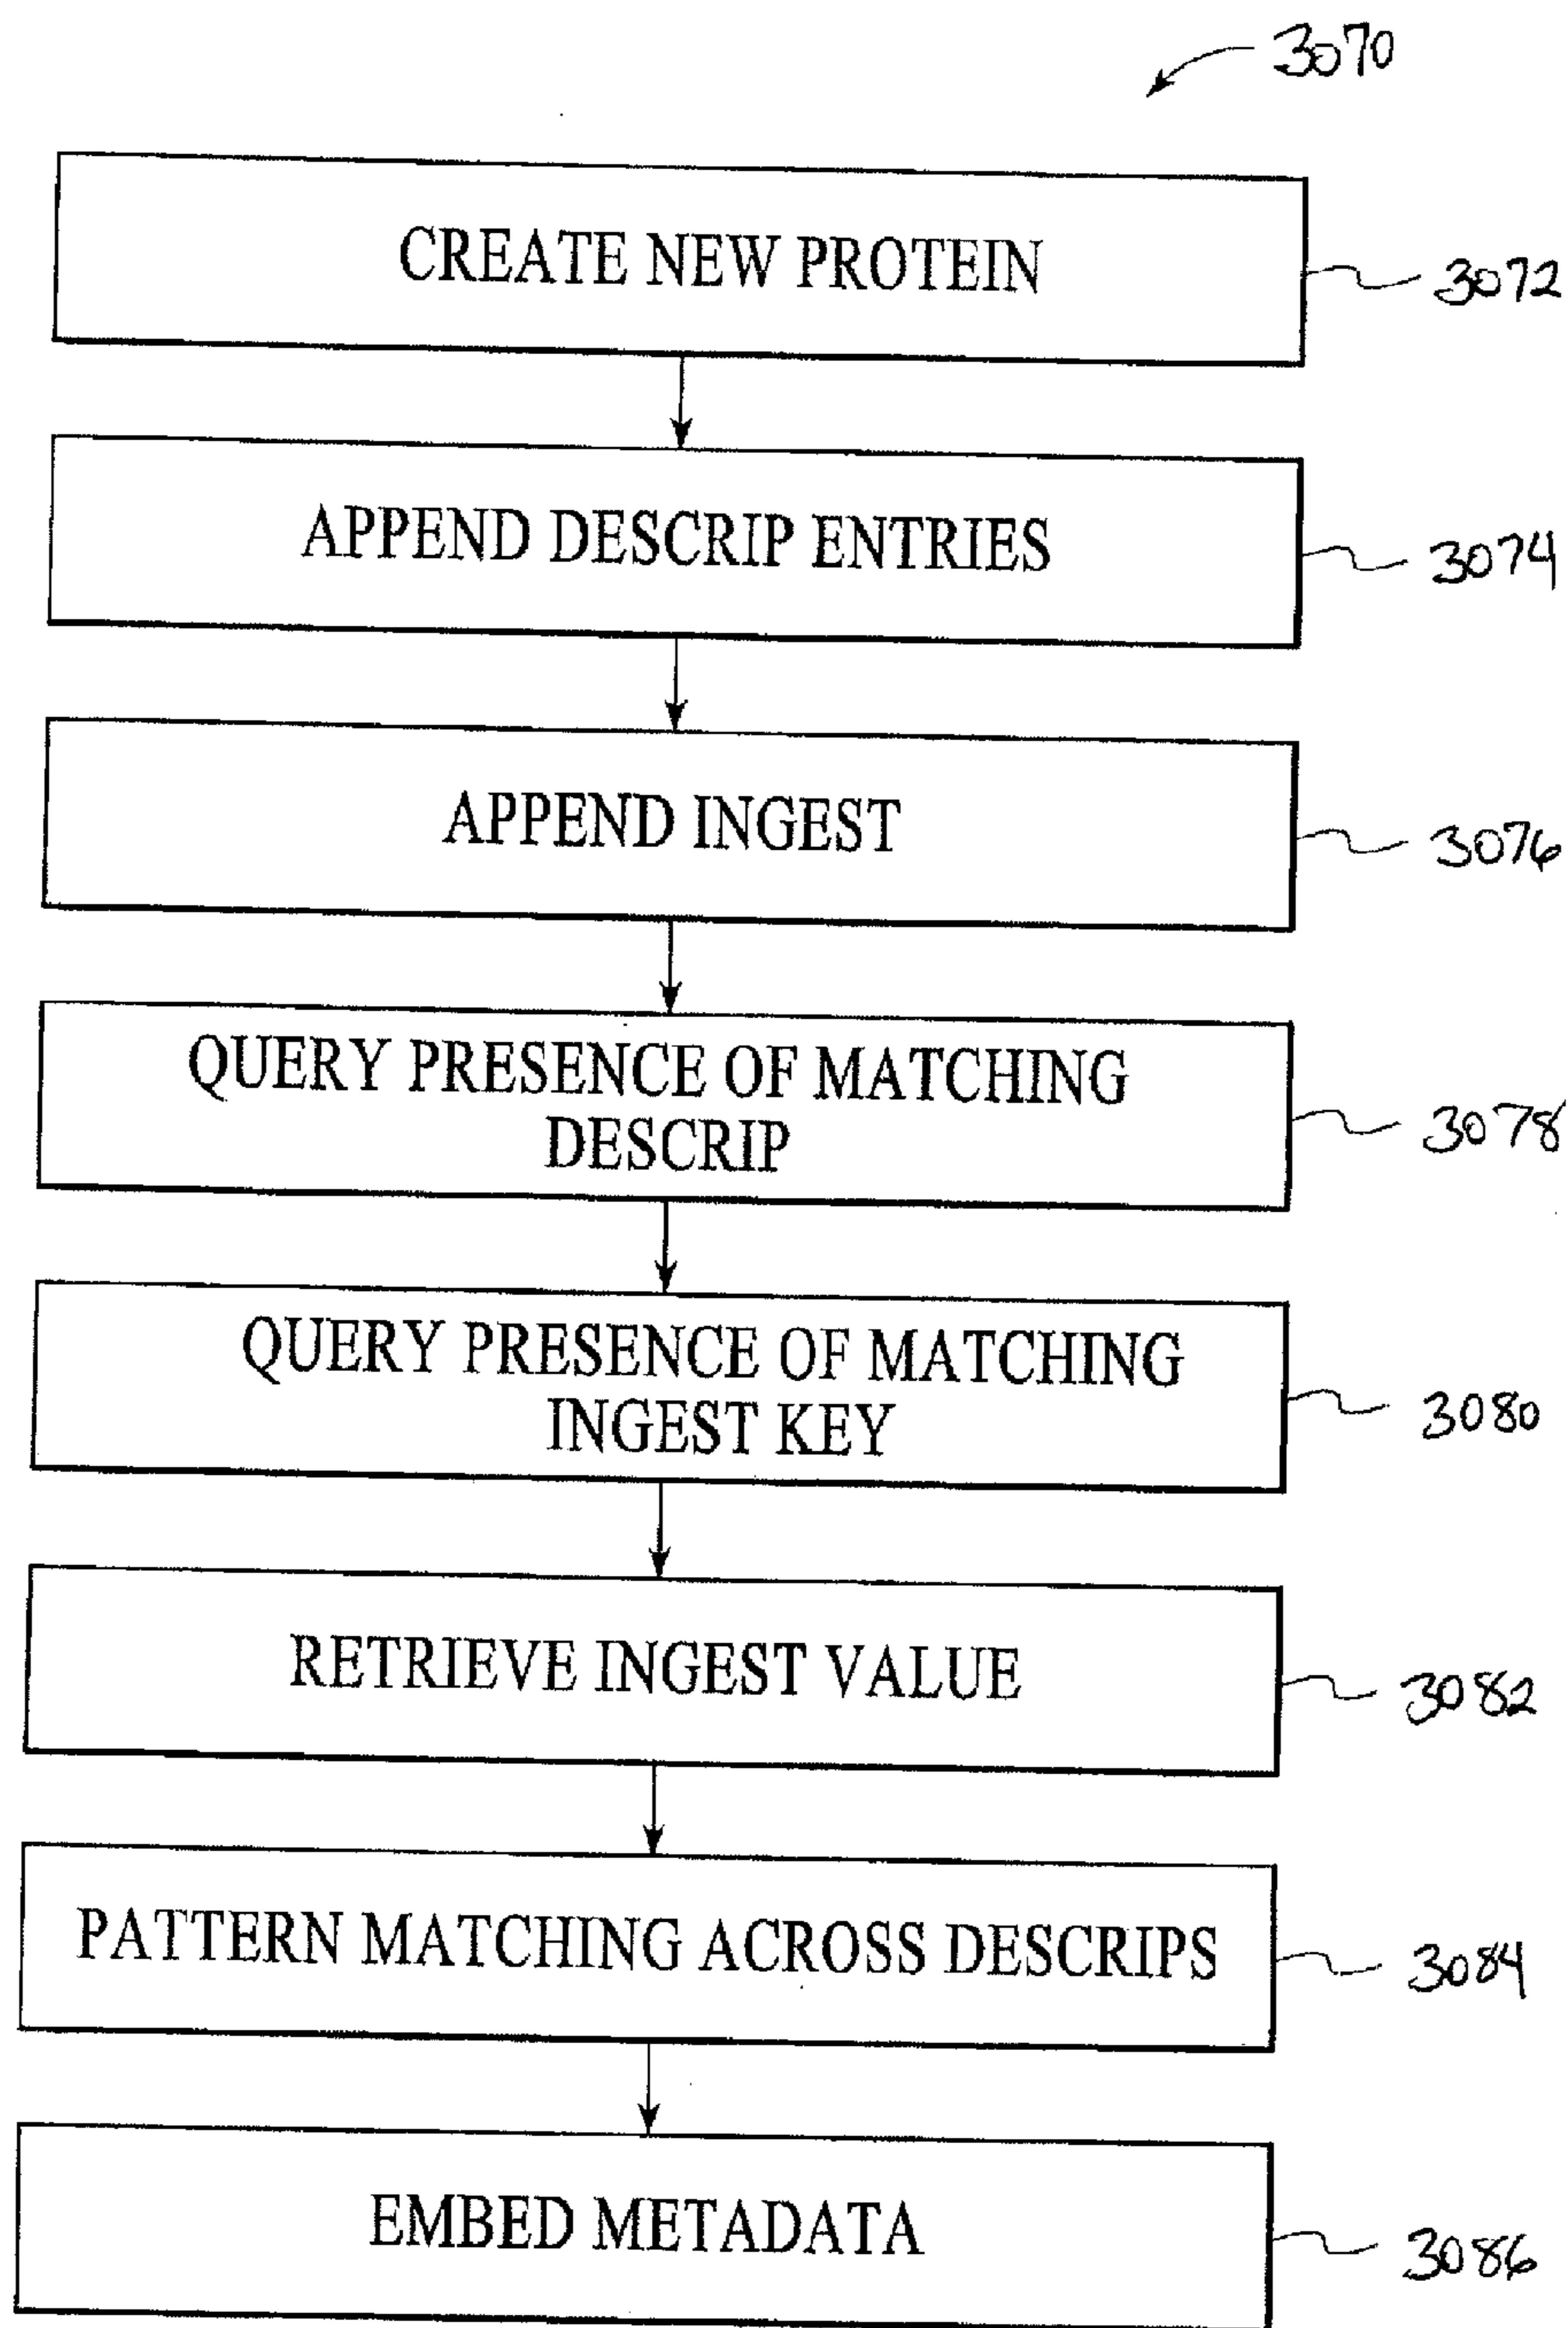 3070
CREATE NEW PROTEIN
3072
APPEND DESCRIP ENTRIES
3074
APPEND INGEST
3076
QUERY PRESENCE OF MATCHING
DESCRIP
3078
QUERY PRESENCE OF MATCHING
INGEST KEY
3080
RETRIEVE INGEST VALUE
3082
PATTERN MATCHING ACROSS DESCRIPS
3084
EMBED METADATA
3086